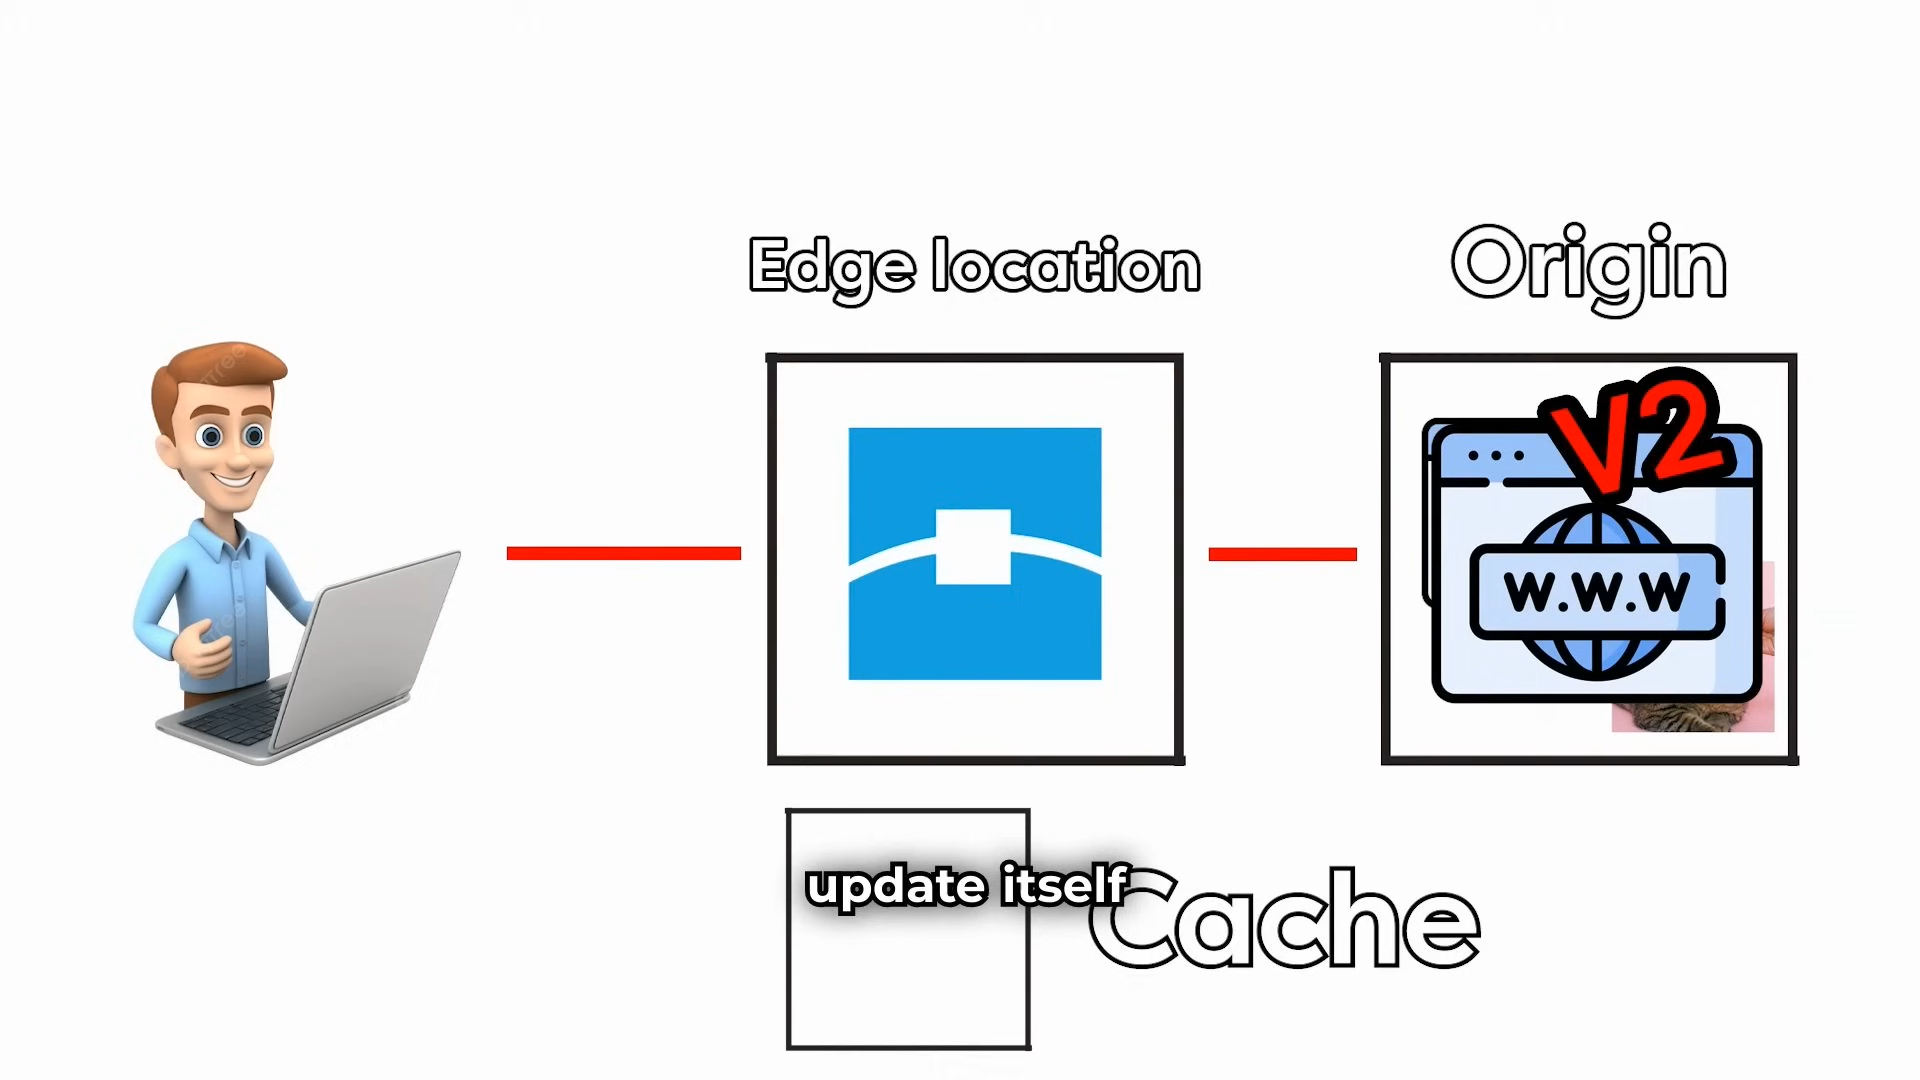 Edge location
Origin
V2
W.W.W
update itself
Cache